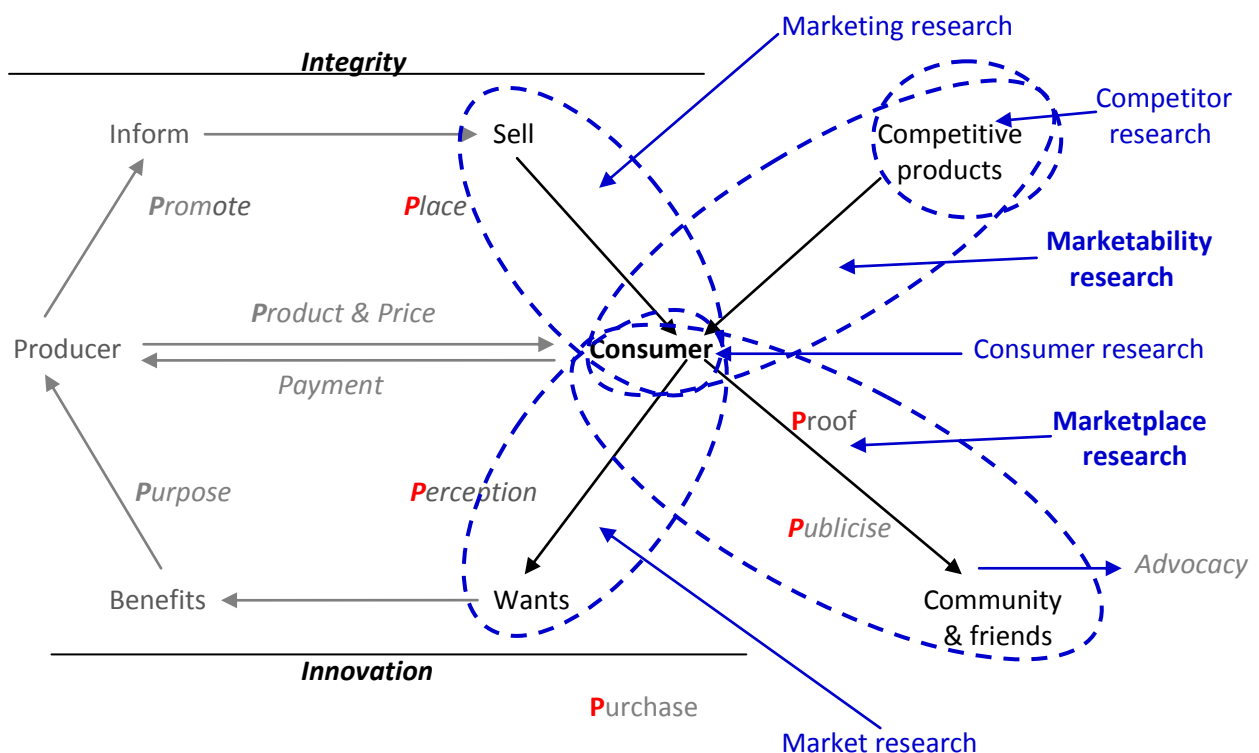 Marketing research
Integrity
Competitor
research
Inform
Sell
Competitive
products
Promote
Place
Marketability
research
Product & Price
Producer
Consumer
Consumer research
Payment
Proof
Marketplace
research
Purpose
Perception
Publicise
Advocacy
Benefits
Wants
Community
& friends
Innovation
Purchase
Market research